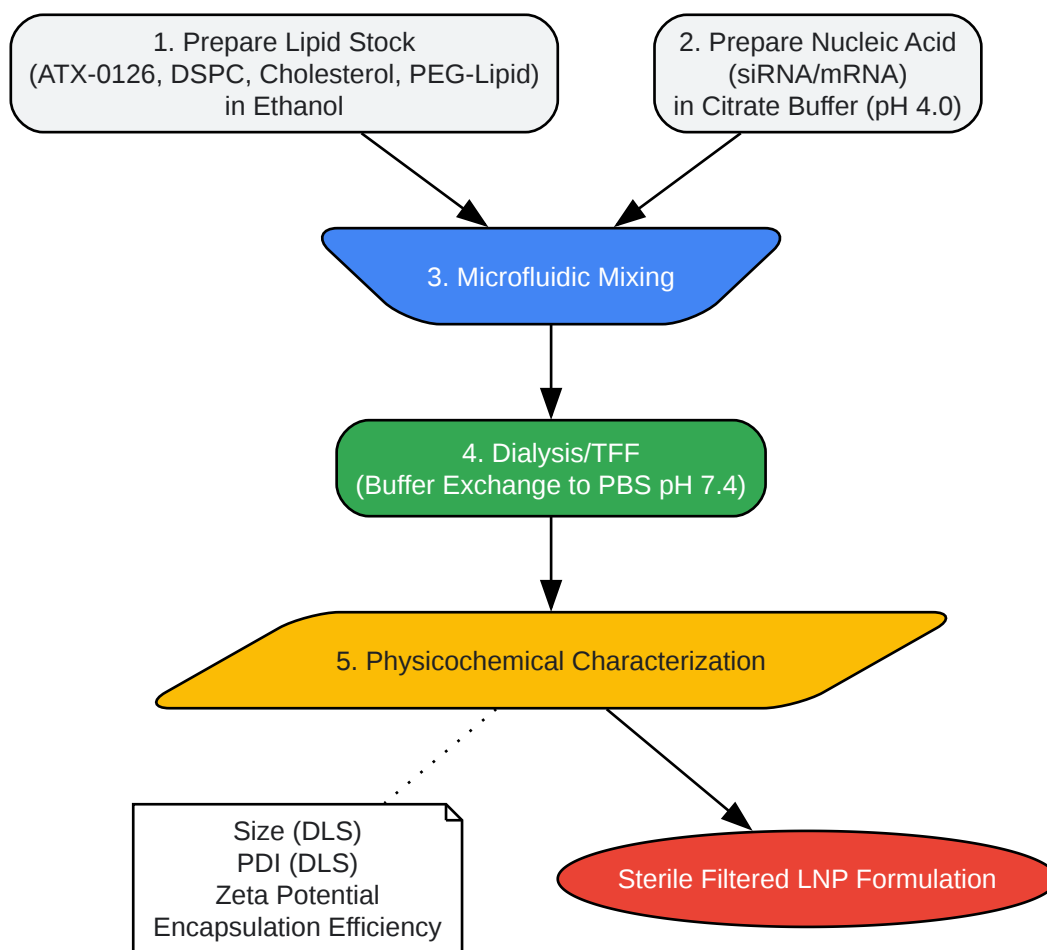 1. Prepare Lipid Stock
(ATX-0126, DSPC, Cholesterol, PEG-Lipid)
in Ethanol
2. Prepare Nucleic Acid
(siRNA/mRNA)
in Citrate Buffer (pH 4.0)
3. Microfluidic Mixing
4. Dialysis/TFF
(Buffer Exchange to PBS pH 7.4)
5. Physicochemical Characterization
Size (DLS)
PDI (DLS)
Zeta Potential
Encapsulation Efficiency
Sterile Filtered LNP Formulation